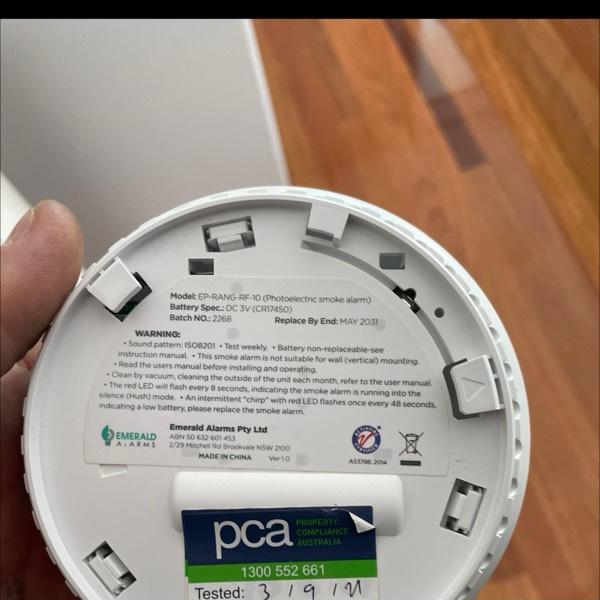 Model: EP-RANG-RF-10 (Photoelectric smoke alarm)
Battery Spec.: DC 3V (CR17450)
Batch NO.: 2268 Replace By End: MAY 2031
WARNING:
• Sound pattern: ISO8201 • Test weekly. • Battery non-replaceable-see
instruction manual. • This smoke alarm is not suitable for wall (vertical) mounting.
• Read the users manual before installing and operating.
• Clean by vacuum, cleaning the outside of the unit each month, refer to the user manual.
• The red LED will flash every 8 seconds, indicating the smoke alarm is running into the
silence (Hush) mode. • An intermittent "chirp" with red LED flashes once every 48 seconds,
indicating a low battery, please replace the smoke alarm.
EMERALD
ALARMS
Emerald Alarms Pty Ltd
ABN 50 632 601 453
2/29 Mitchell Rd Brookvale NSW 2100
MADE IN CHINA Ver1.0
AS3786: 2014
pca PROPERTY
COMPLIANCE
AUSTRALIA
1300 552 661
Tested: 3 / 9 / 21